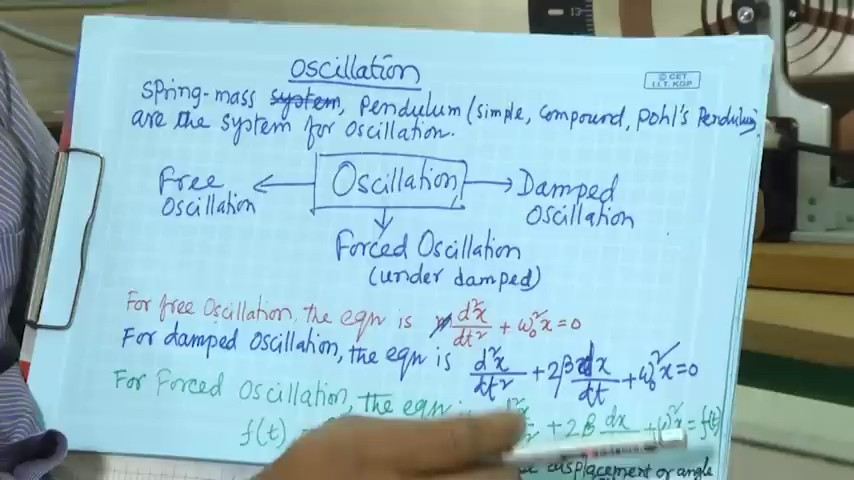 Oscillation
© CET
I.I.T. KGP
Spring-mass system, Pendulum (simple, compound, Pohl's Pendulum)
are the system for oscillation.
Free Oscillation
Oscillation
Damped Oscillation
Forced Oscillation
(under damped)
For free Oscillation, the eqn is d²x/dt² + ω₀²x = 0
For damped Oscillation, the eqn is d²x/dt² + 2β dx/dt + ω₀²x = 0
For Forced Oscillation, the eqn + 2β dx + ω₀²x = f(t)
f(t) =
displacement or angle
13